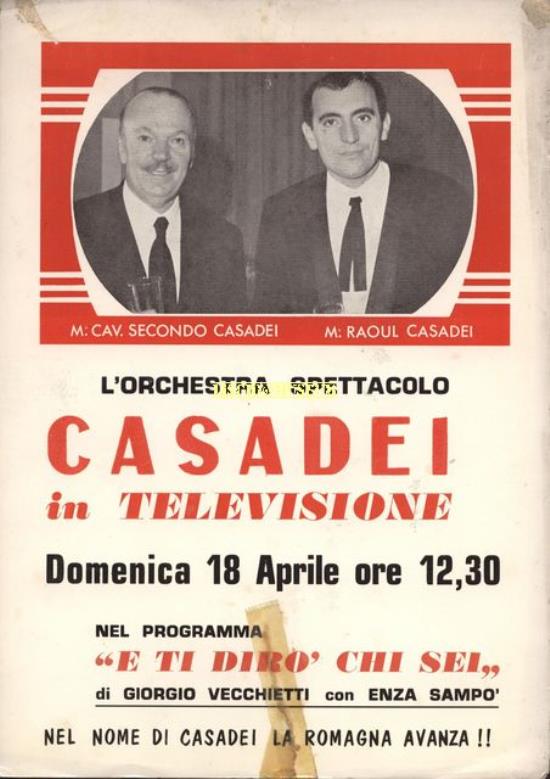 M: CAV. SECONDO CASADEI M: RAOUL CASADEI
L'ORCHESTRA SPETTACOLO
CASADEI
in TELEVISIONE
Domenica 18 Aprile ore 12,30
NEL PROGRAMMA
“E TI DIRO' CHI SEI„
di GIORGIO VECCHIETTI con ENZA SAMPO'
NEL NOME DI CASADEI LA ROMAGNA AVANZA !!